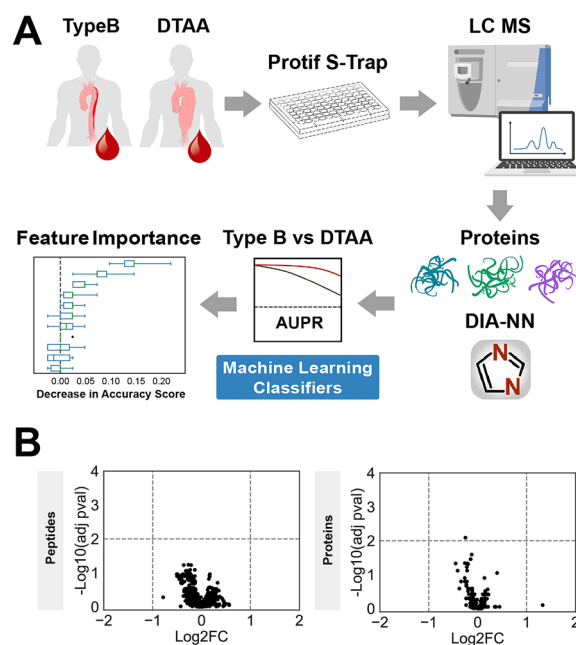 A
TypeB
DTAA
Protif S-Trap
LC MS
Feature Importance
0.00
0.05
0.10
0.15
0.20
Decrease in Accuracy Score
Type B vs DTAA
AUPR
Machine Learning
Classifiers
Proteins
DIA-NN
N
N
B
Peptides
-Log10(adj pval)
4
3
2
1
0
−2
−1
0
1
2
Log2FC
Proteins
-Log10(adj pval)
4
3
2
1
0
−2
−1
0
1
2
Log2FC